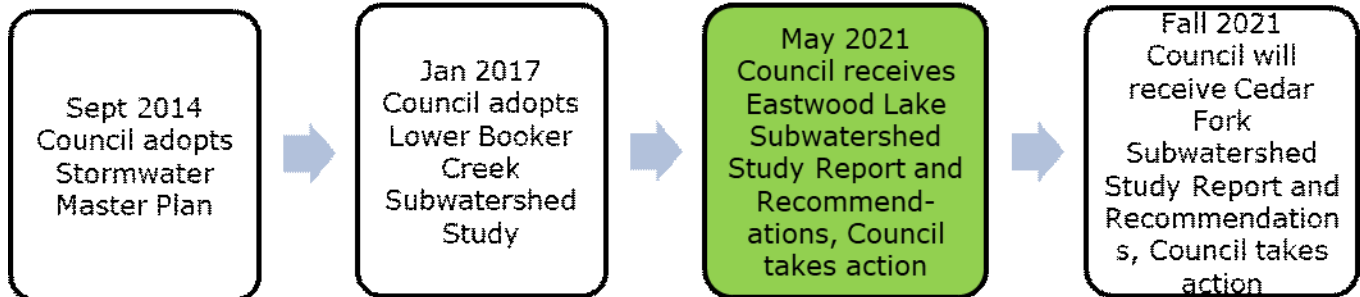 Sept 2014
Council adopts
Stormwater
Master Plan
Jan 2017
Council adopts
Lower Booker
Creek
Subwatershed
Study
May 2021
Council receives
Eastwood Lake
Subwatershed
Study Report and
Recommend-
ations, Council
takes action
Fall 2021
Council will
receive Cedar
Fork
Subwatershed
Study Report and
Recommendation
s, Council takes
action